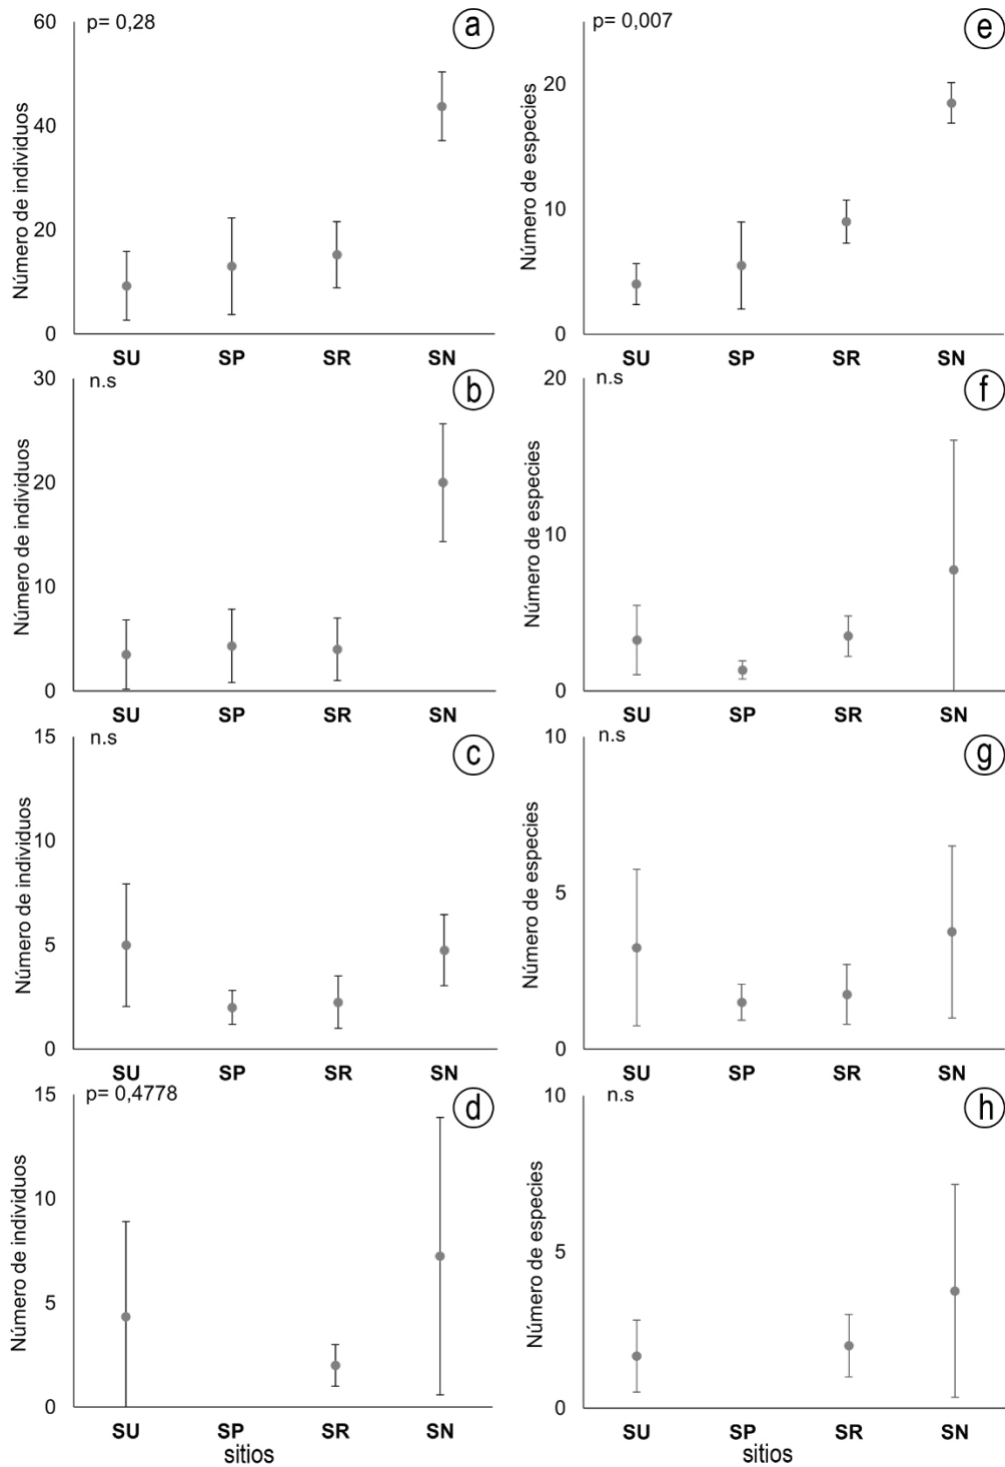 p= 0,28
a
Número de individuos
60
40
20
0
SU SP SR SN
p= 0,007
e
Número de especies
20
10
0
SU SP SR SN
n.s
b
Número de individuos
30
20
10
0
SU SP SR SN
n.s
f
Número de especies
20
10
0
SU SP SR SN
n.s
c
Número de individuos
15
10
5
0
SU SP SR SN
n.s
g
Número de especies
10
5
0
SU SP SR SN
p= 0,4778
d
Número de individuos
15
10
5
0
SU SP SR SN
sitios
n.s
h
Número de especies
10
5
0
SU SP SR SN
sitios